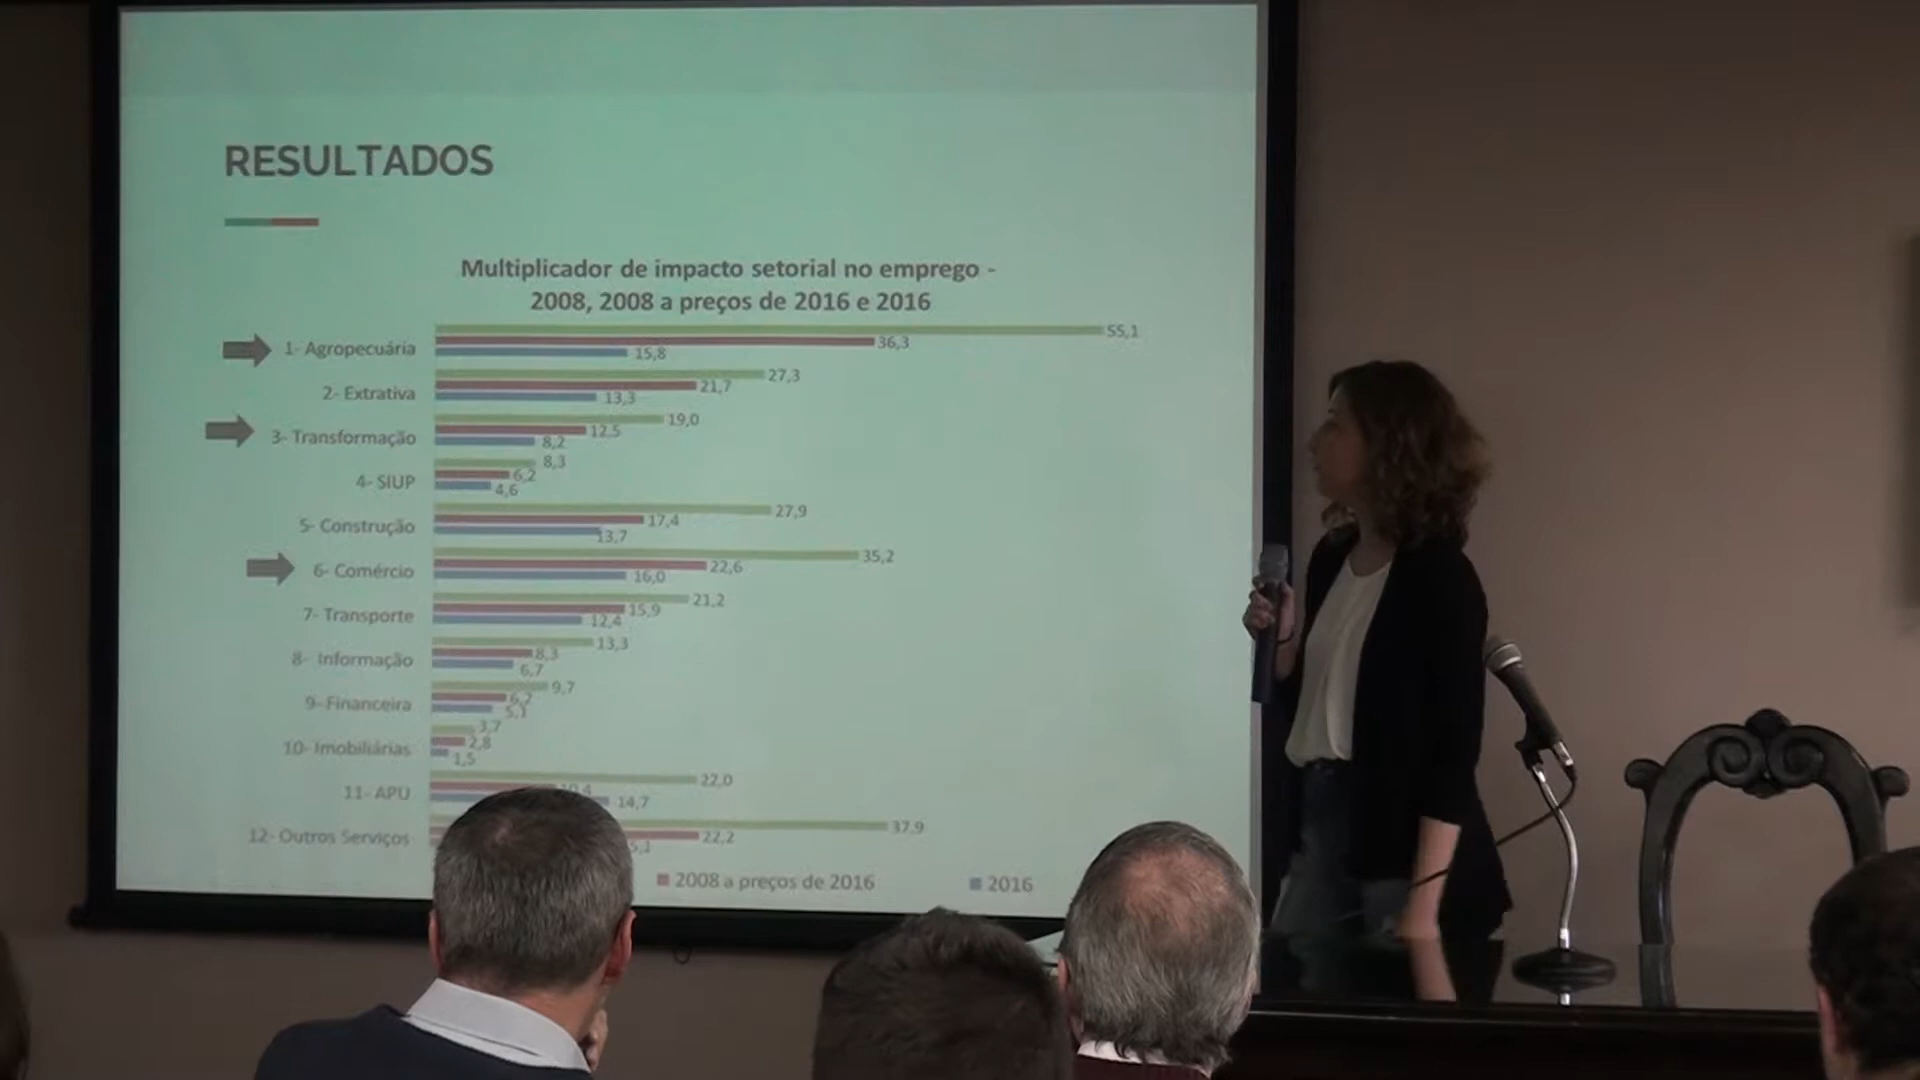 RESULTADOS
Multiplicador de impacto setorial no emprego -
2008, 2008 a preços de 2016 e 2016
1- Agropecuária
55,1
36,3
15,8
2- Extrativa
27,3
21,7
13,3
3- Transformação
19,0
12,5
8,2
4- SIUP
8,3
6,2
4,6
5- Construção
27,9
17,4
13,7
6- Comércio
35,2
22,6
16,0
7- Transporte
21,2
15,9
12,4
8- Informação
13,3
8,3
6,7
9- Financeira
9,7
6,2
5,1
10- Imobiliárias
3,7
2,8
1,5
11- APU
22,0
14,7
12- Outros Serviços
37,9
22,2
2008 a preços de 2016
2016